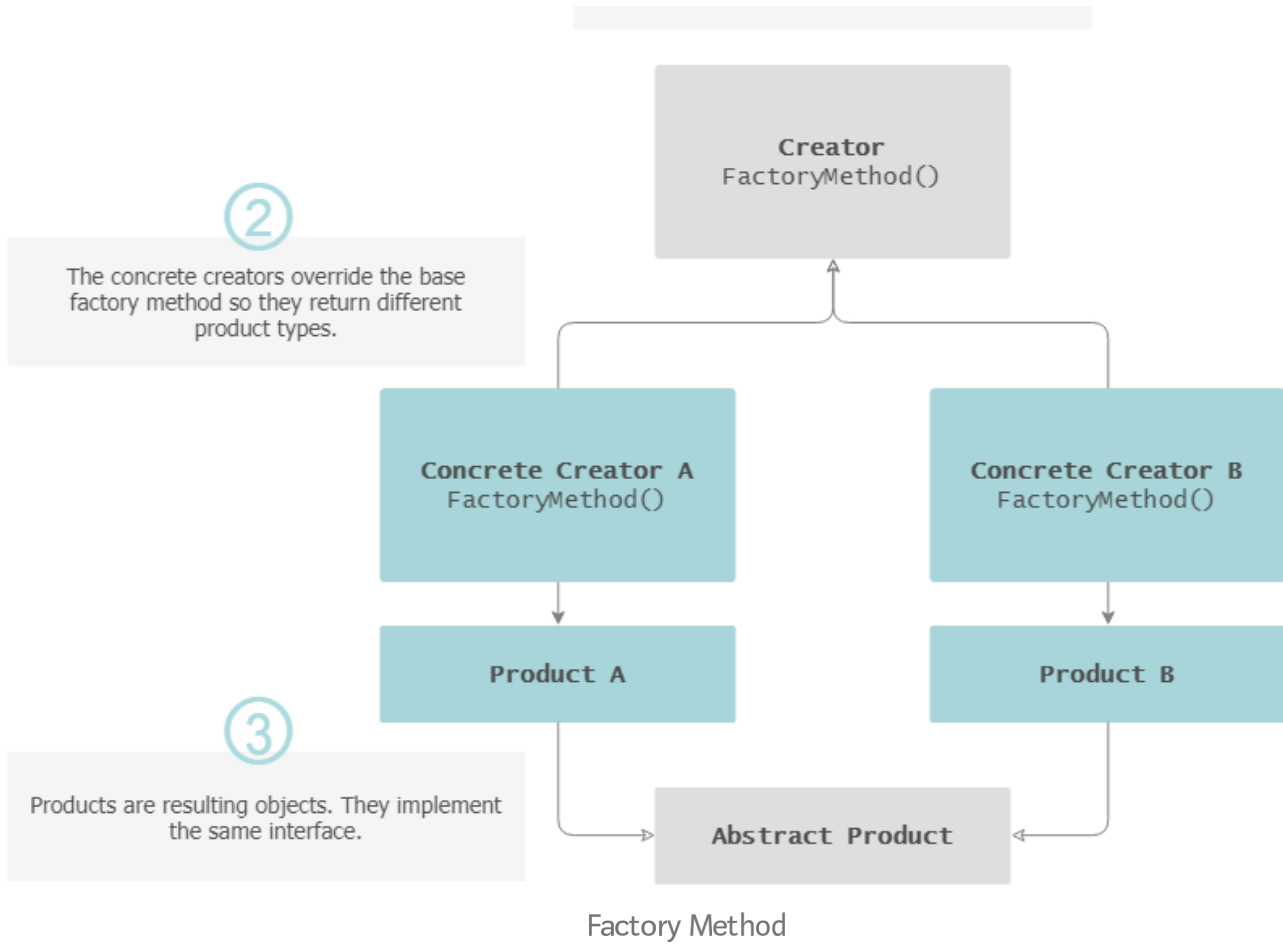 Creator
FactoryMethod()
2
The concrete creators override the base
factory method so they return different
product types.
Concrete Creator A
FactoryMethod()
Concrete Creator B
FactoryMethod()
Product A
Product B
3
Products are resulting objects. They implement
the same interface.
Abstract Product
Factory Method